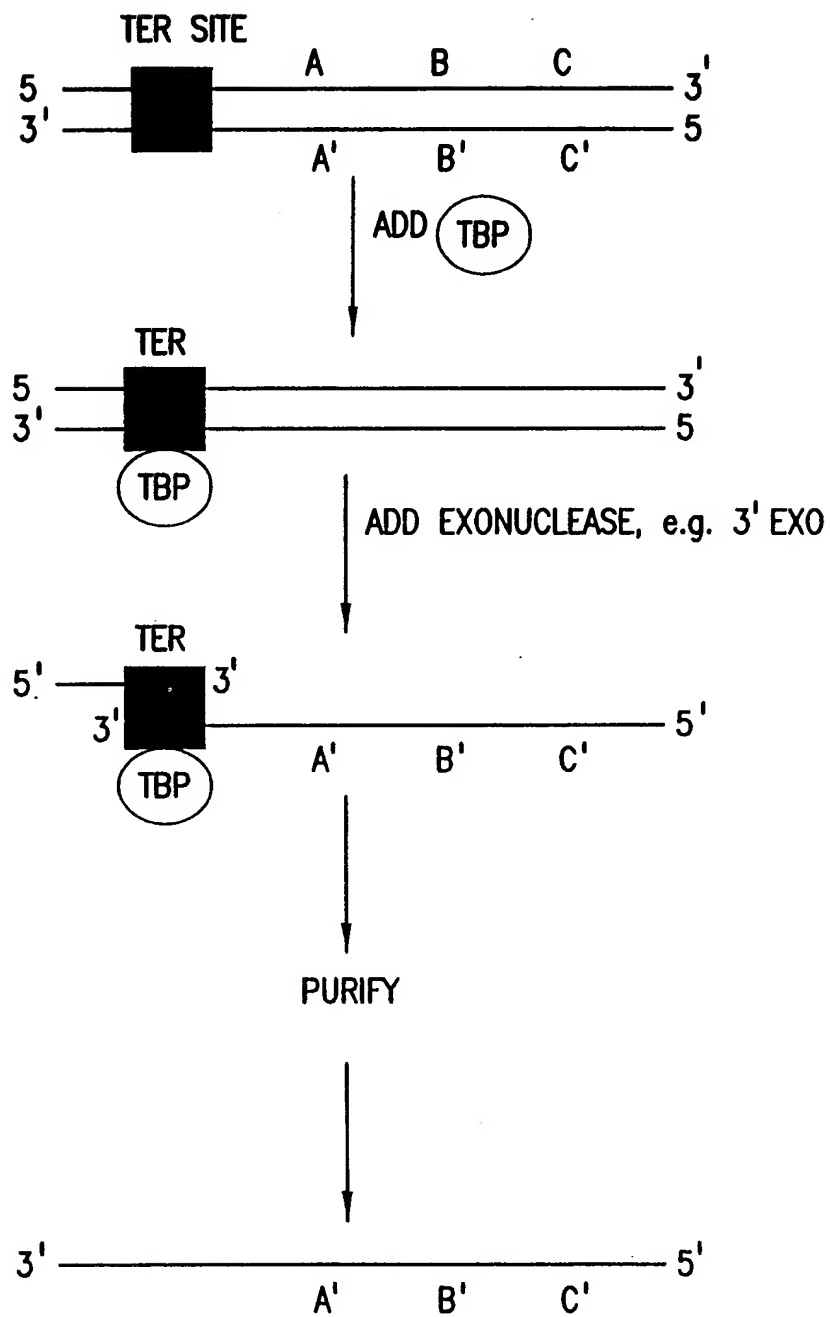 TER SITE
A B C
5 3'
3' 5
A' B' C'
ADD TBP
TER
5 3'
3' 5
TBP
ADD EXONUCLEASE, e.g. 3' EXO
TER
5' 3'
3' 5'
A' B' C'
TBP
PURIFY
3' 5'
A' B' C'